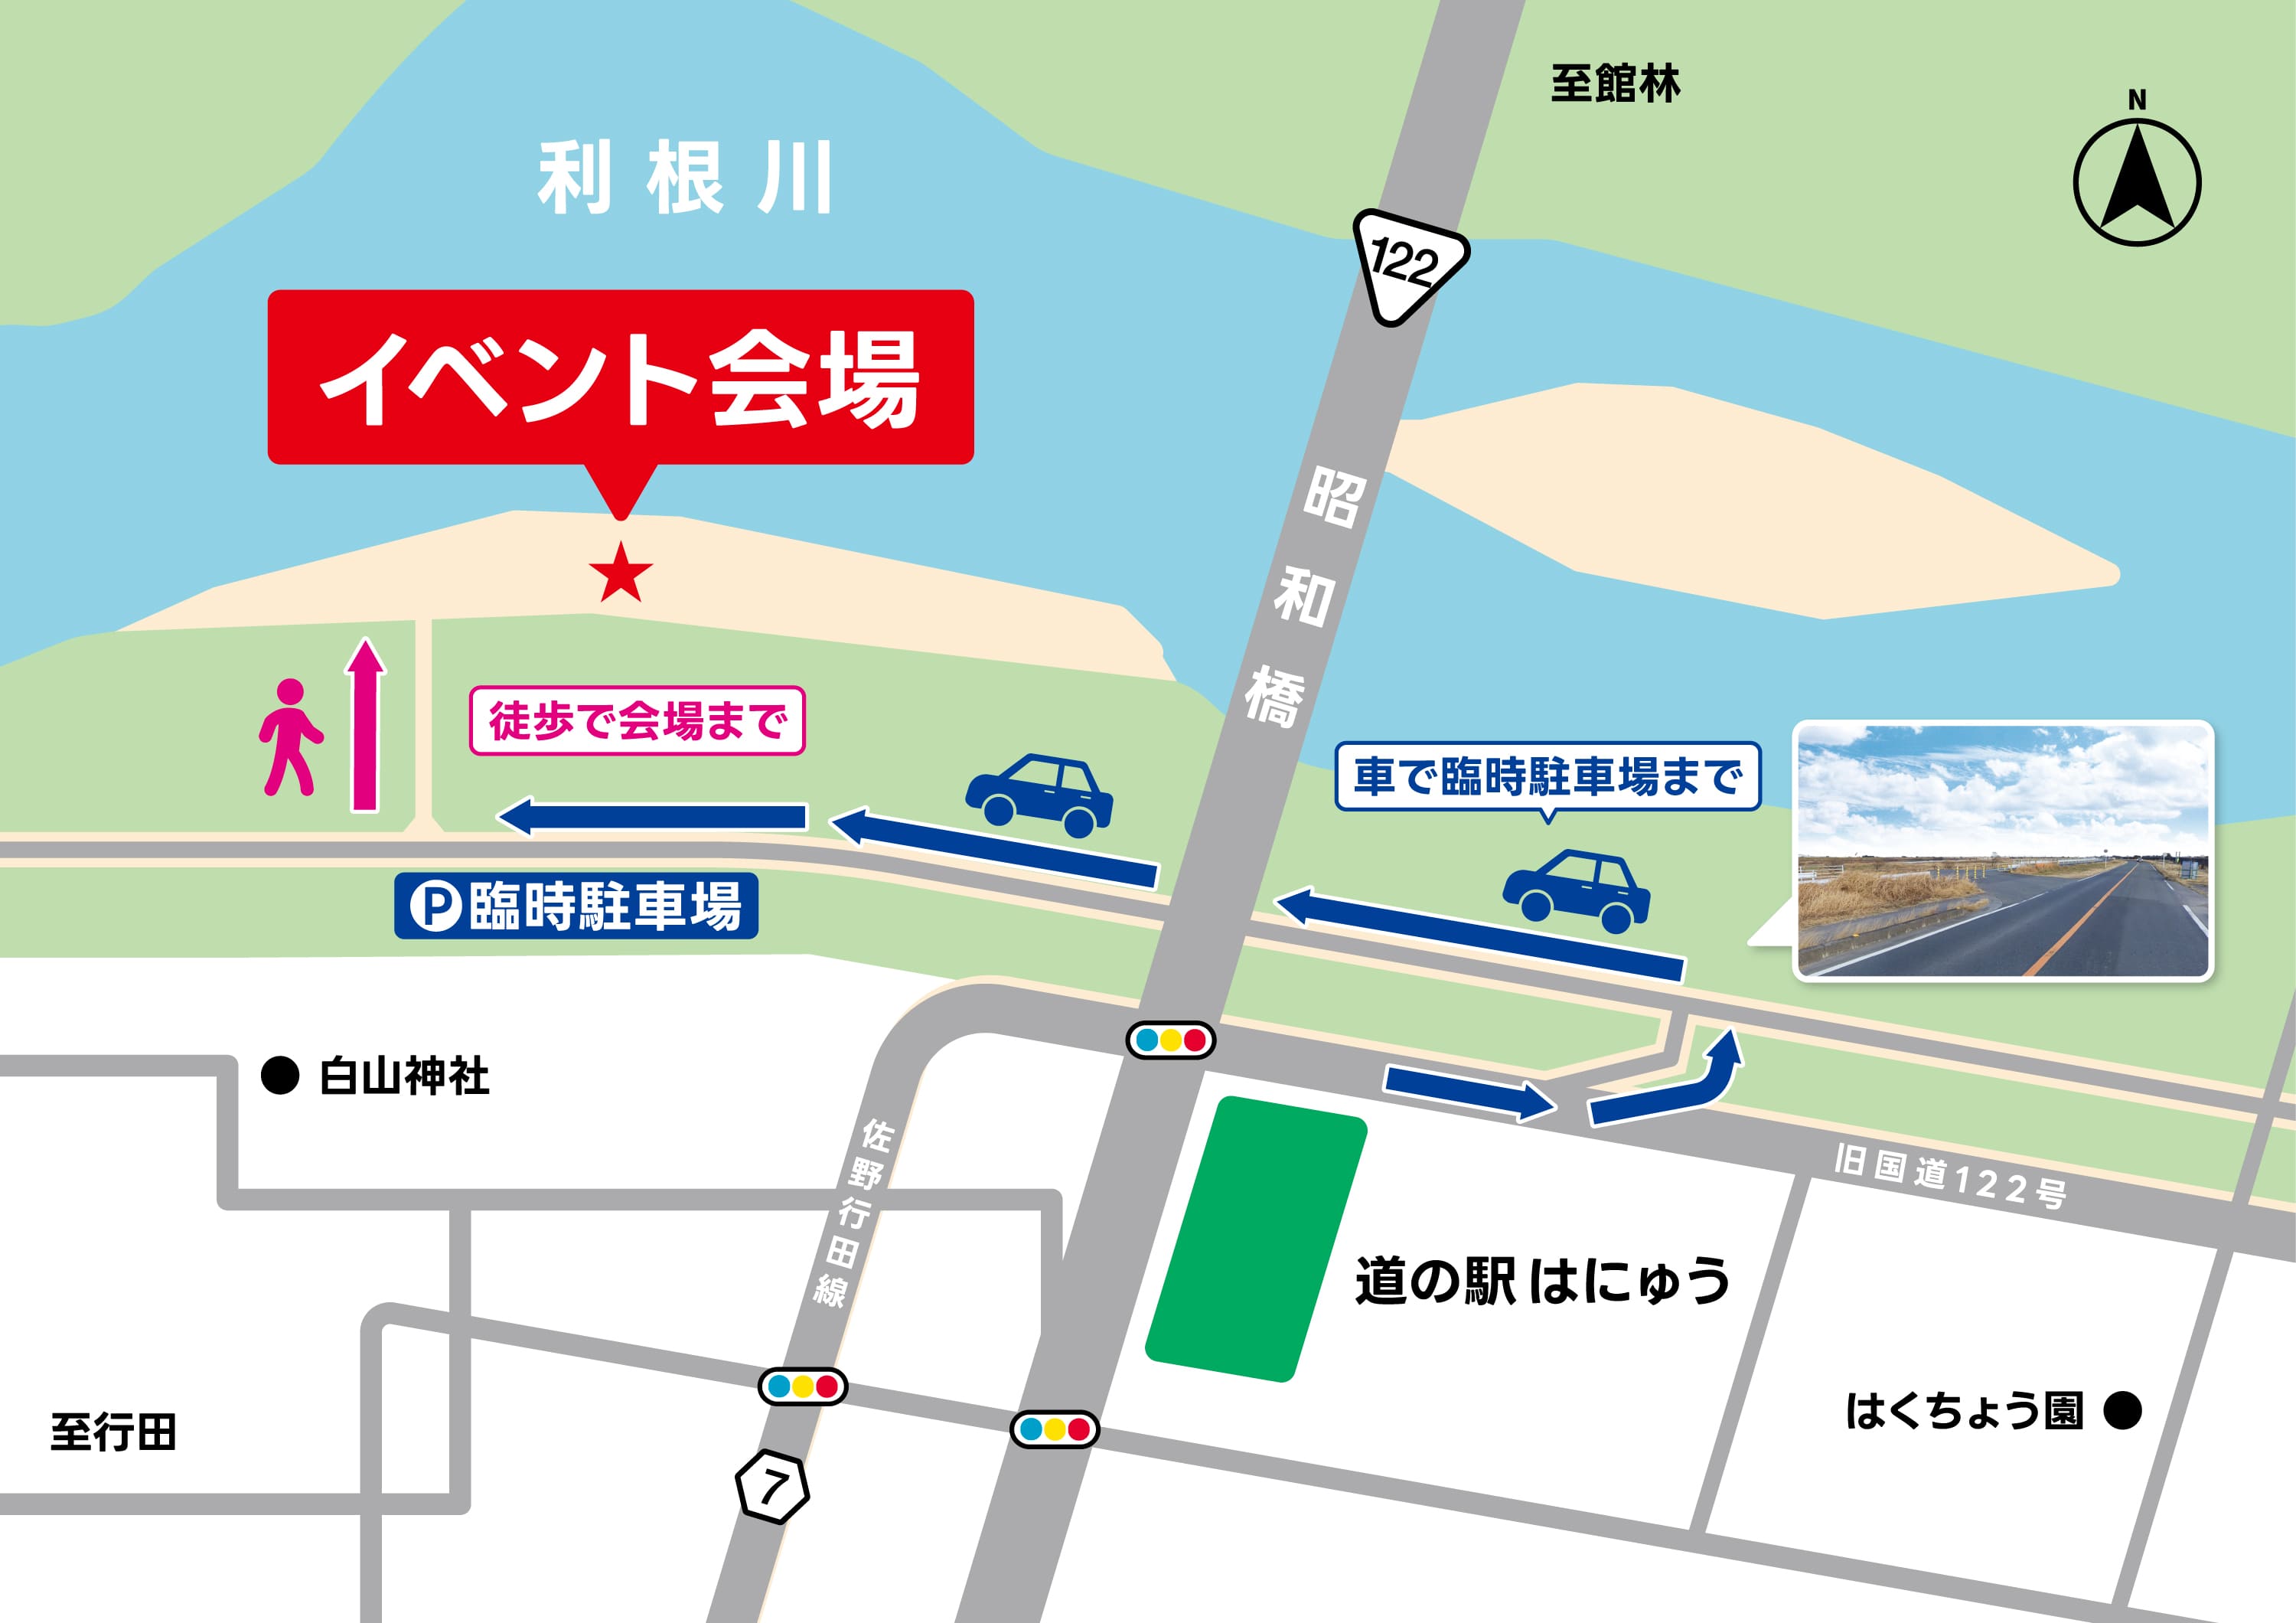 至館林
N
利根川
122
イベント会場
昭和橋
徒歩で会場まで
車で臨時駐車場まで
P臨時駐車場
白山神社
佐野行田線
旧国道122号
道の駅 はにゅう
はくちょう園
至行田
7